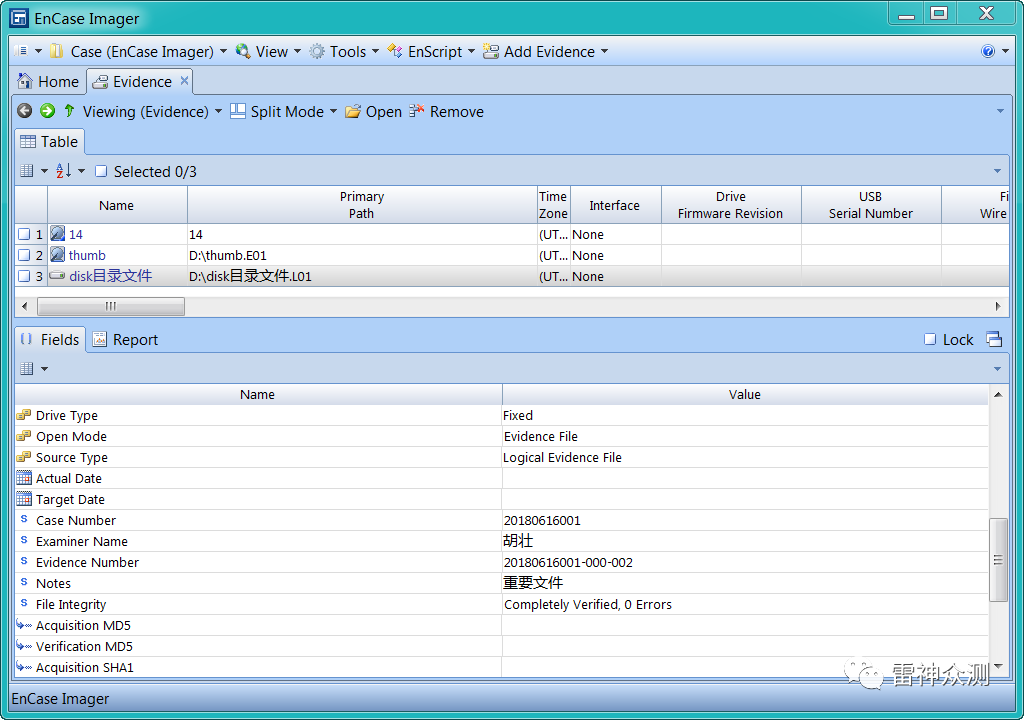 EnCase Imager
Case (EnCase Imager) View Tools EnScript Add Evidence
Home Evidence
Viewing (Evidence) Split Mode Open Remove
Table
Selected 0/3
Name Primary Path Time Zone Interface Drive Firmware Revision USB Serial Number Fi Wire
1 14 14 (UT... None
2 thumb D:\thumb.E01 (UT... None
3 disk目录文件 D:\disk目录文件.L01 (UT... None
Fields Report Lock
Name Value
Drive Type Fixed
Open Mode Evidence File
Source Type Logical Evidence File
Actual Date
Target Date
Case Number 20180616001
Examiner Name 胡壮
Evidence Number 20180616001-000-002
Notes 重要文件
File Integrity Completely Verified, 0 Errors
Acquisition MD5
Verification MD5
Acquisition SHA1
雷神众测
EnCase Imager